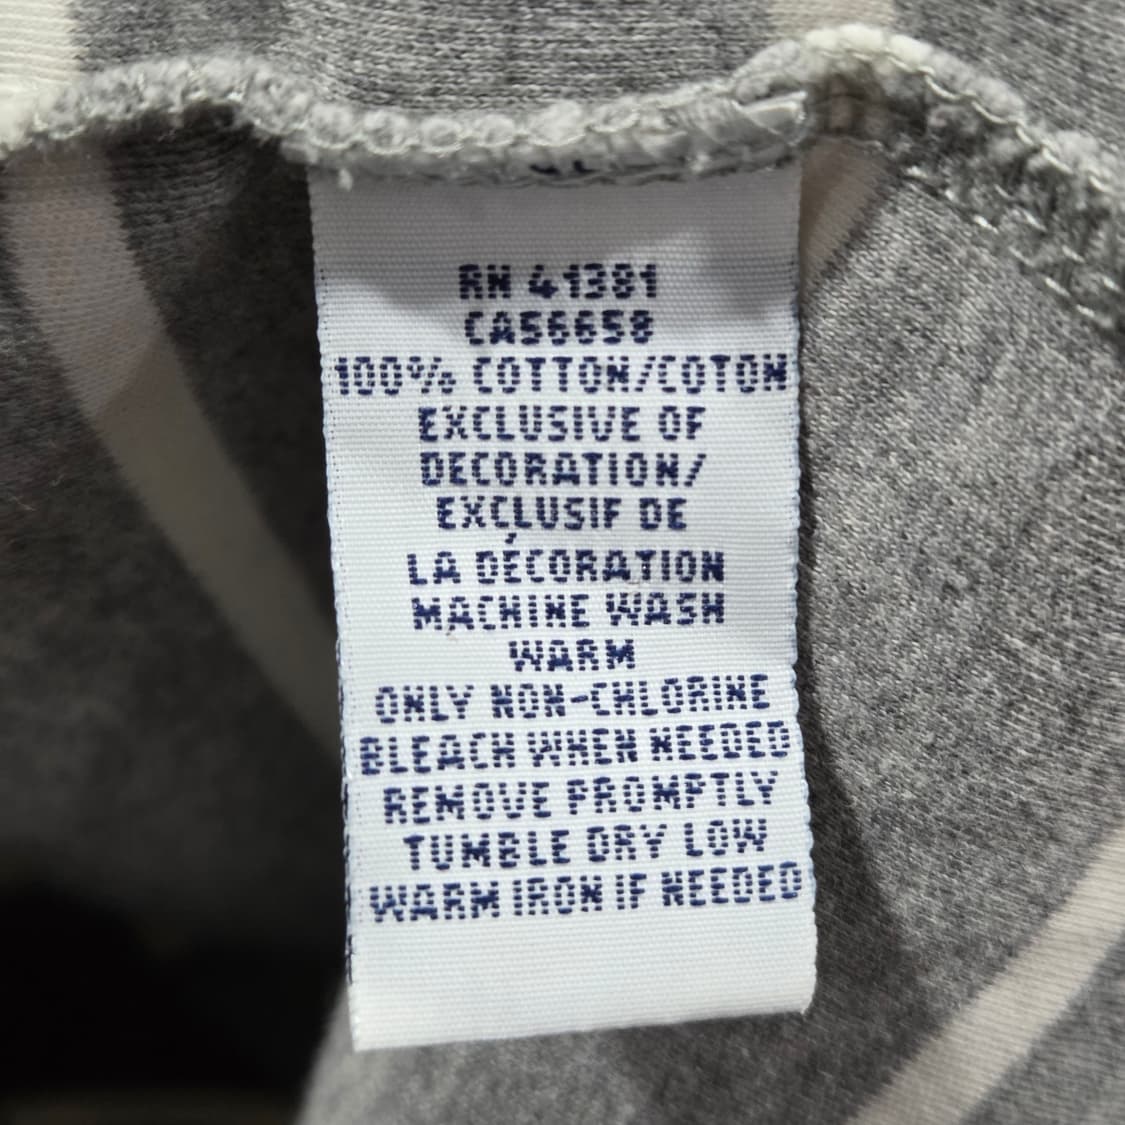 RN 41381
CA56658
100% COTTON/COTON
EXCLUSIVE OF
DECORATION/
EXCLUSIF DE
LA DÉCORATION
MACHINE WASH
WARM
ONLY NON-CHLORINE
BLEACH WHEN NEEDED
REMOVE PROMPTLY
TUMBLE DRY LOW
WARM IRON IF NEEDED